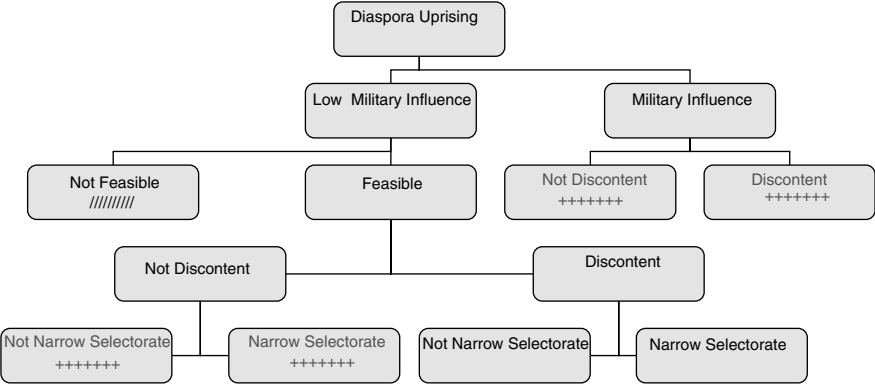 Diaspora Uprising
Low Military Influence
Military Influence
Not Feasible
//////////
Feasible
Not Discontent
+++++++
Discontent
+++++++
Not Discontent
Discontent
Not Narrow Selectorate
+++++++
Narrow Selectorate
+++++++
Not Narrow Selectorate
Narrow Selectorate